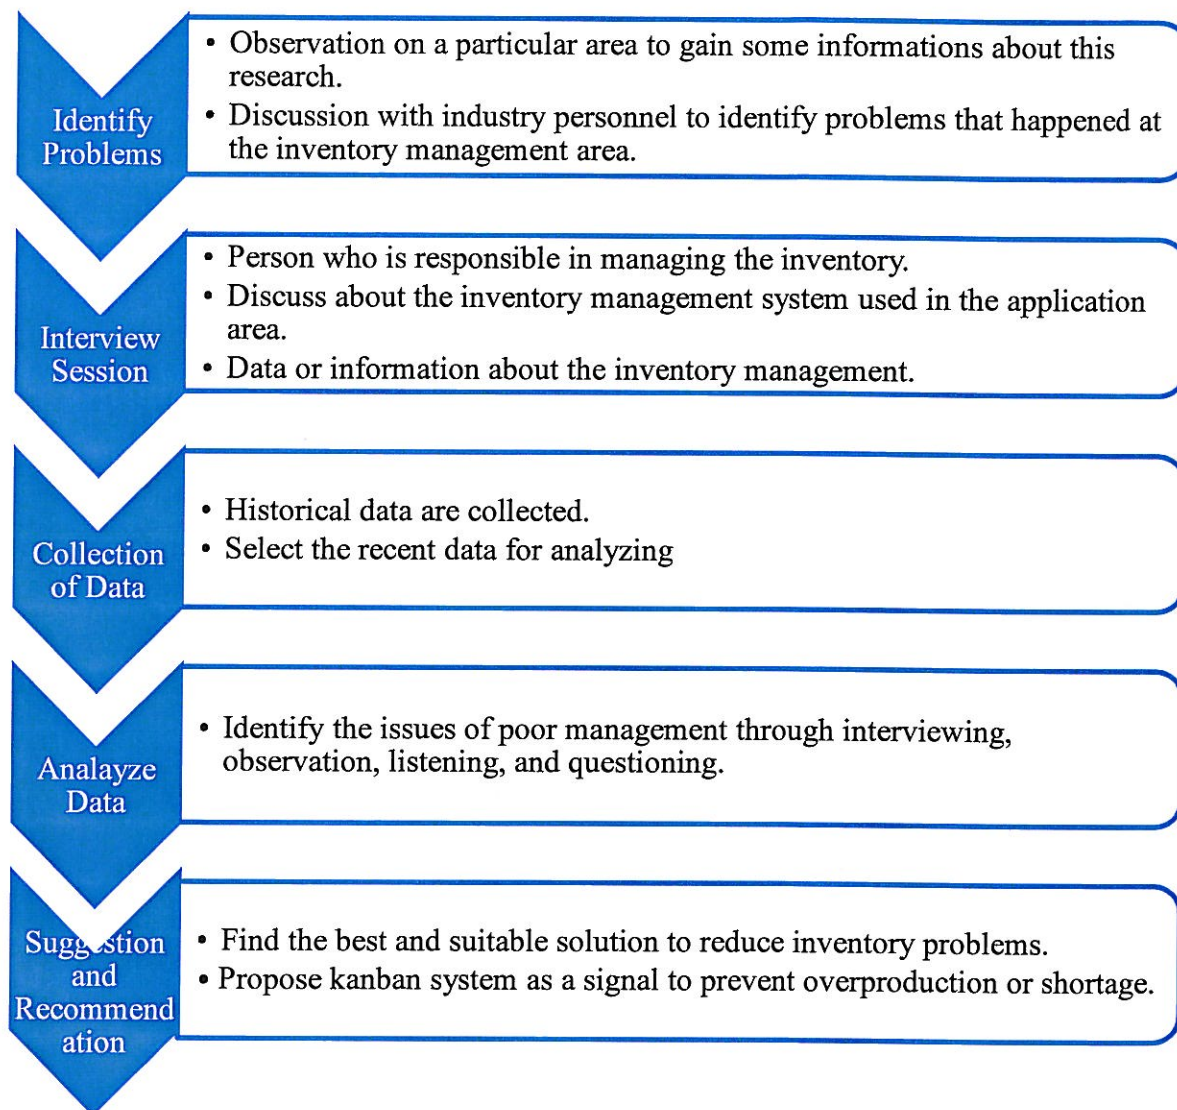 Identify
Problems
• Observation on a particular area to gain some informations about this
research.
• Discussion with industry personnel to identify problems that happened at
the inventory management area.
Interview
Session
• Person who is responsible in managing the inventory.
• Discuss about the inventory management system used in the application
area.
• Data or information about the inventory management.
Collection
of Data
• Historical data are collected.
• Select the recent data for analyzing
Analayze
Data
• Identify the issues of poor management through interviewing,
observation, listening, and questioning.
Suggestion
and
Recommend
ation
• Find the best and suitable solution to reduce inventory problems.
• Propose kanban system as a signal to prevent overproduction or shortage.